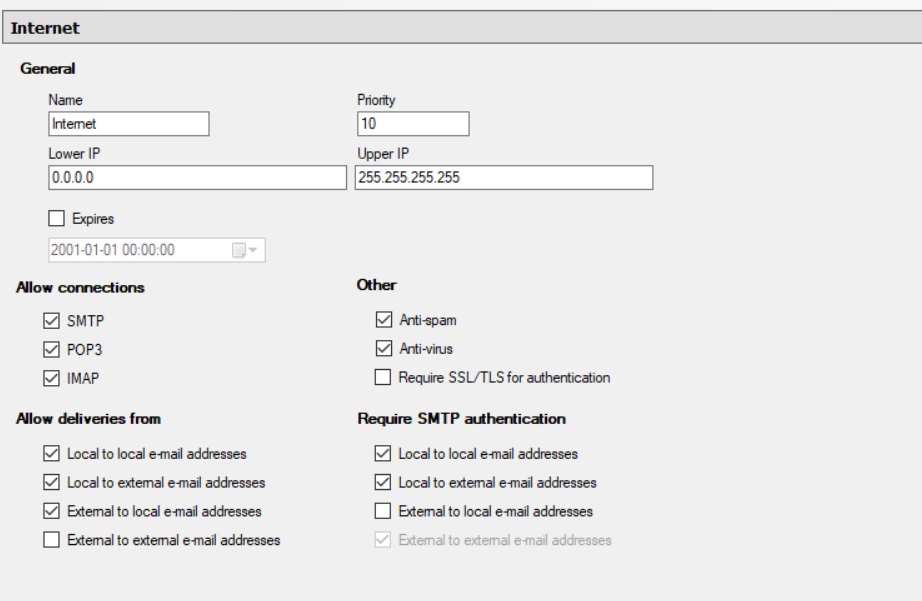 Internet
General
Name
Priority
Internet
10
Lower IP
Upper IP
0.0.0.0
255.255.255.255
Expires
2001-01-01 00:00:00
Allow connections
Other
SMTP
Anti-spam
POP3
Anti-virus
IMAP
Require SSL/TLS for authentication
Allow deliveries from
Require SMTP authentication
Local to local e-mail addresses
Local to local e-mail addresses
Local to external e-mail addresses
Local to external e-mail addresses
External to local e-mail addresses
External to local e-mail addresses
External to external e-mail addresses
External to external e-mail addresses